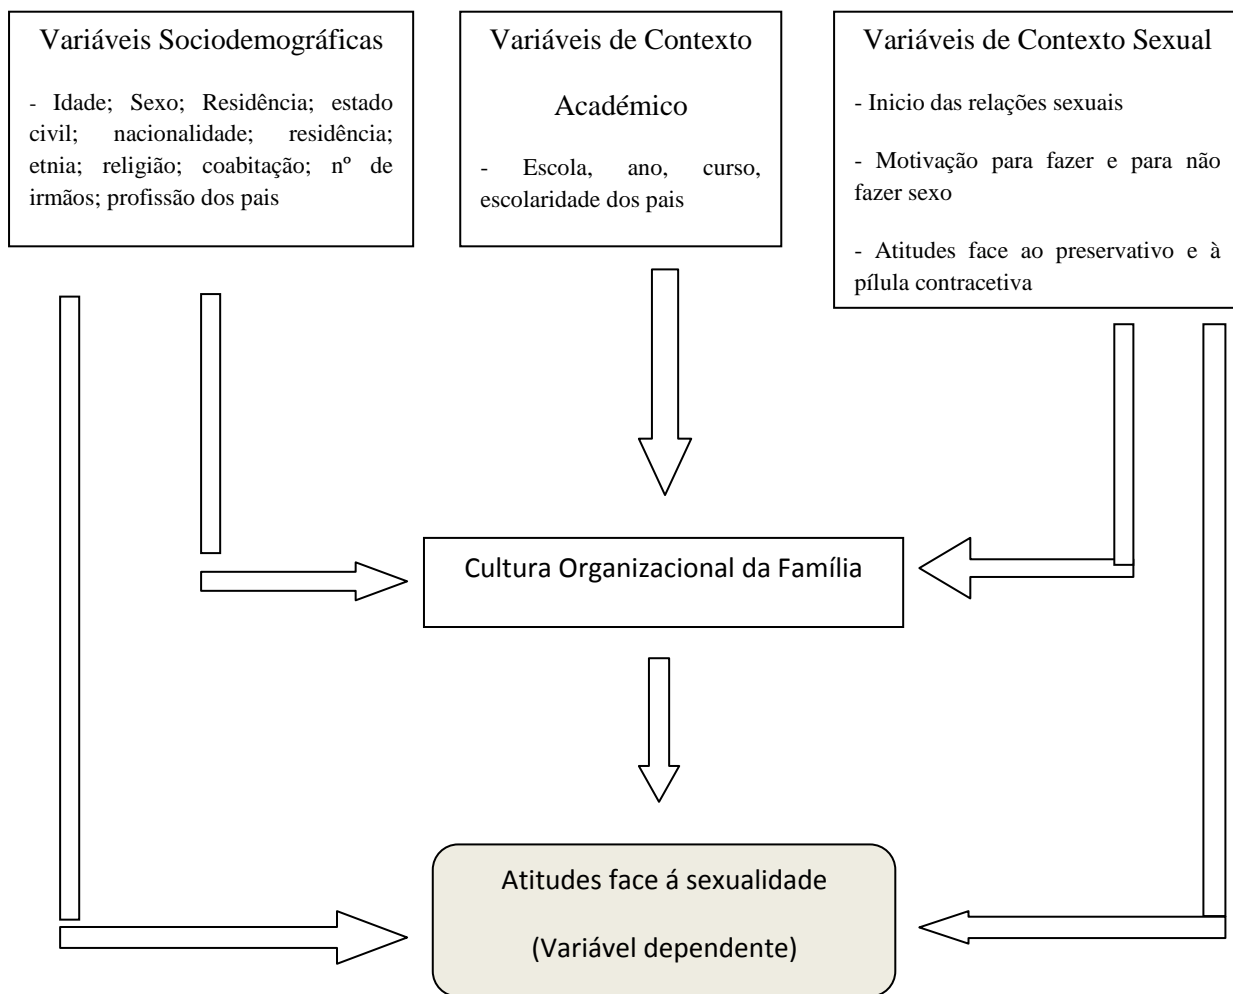 Variáveis Sociodemográficas
- Idade; Sexo; Residência; estado
civil; nacionalidade; residência;
etnia; religião; coabitação; nº de
irmãos; profissão dos pais
Variáveis de Contexto
Académico
- Escola, ano, curso,
escolaridade dos pais
Variáveis de Contexto Sexual
- Inicio das relações sexuais
- Motivação para fazer e para não
fazer sexo
- Atitudes face ao preservativo e à
pílula contracetiva
Cultura Organizacional da Família
Atitudes face á sexualidade
(Variável dependente)